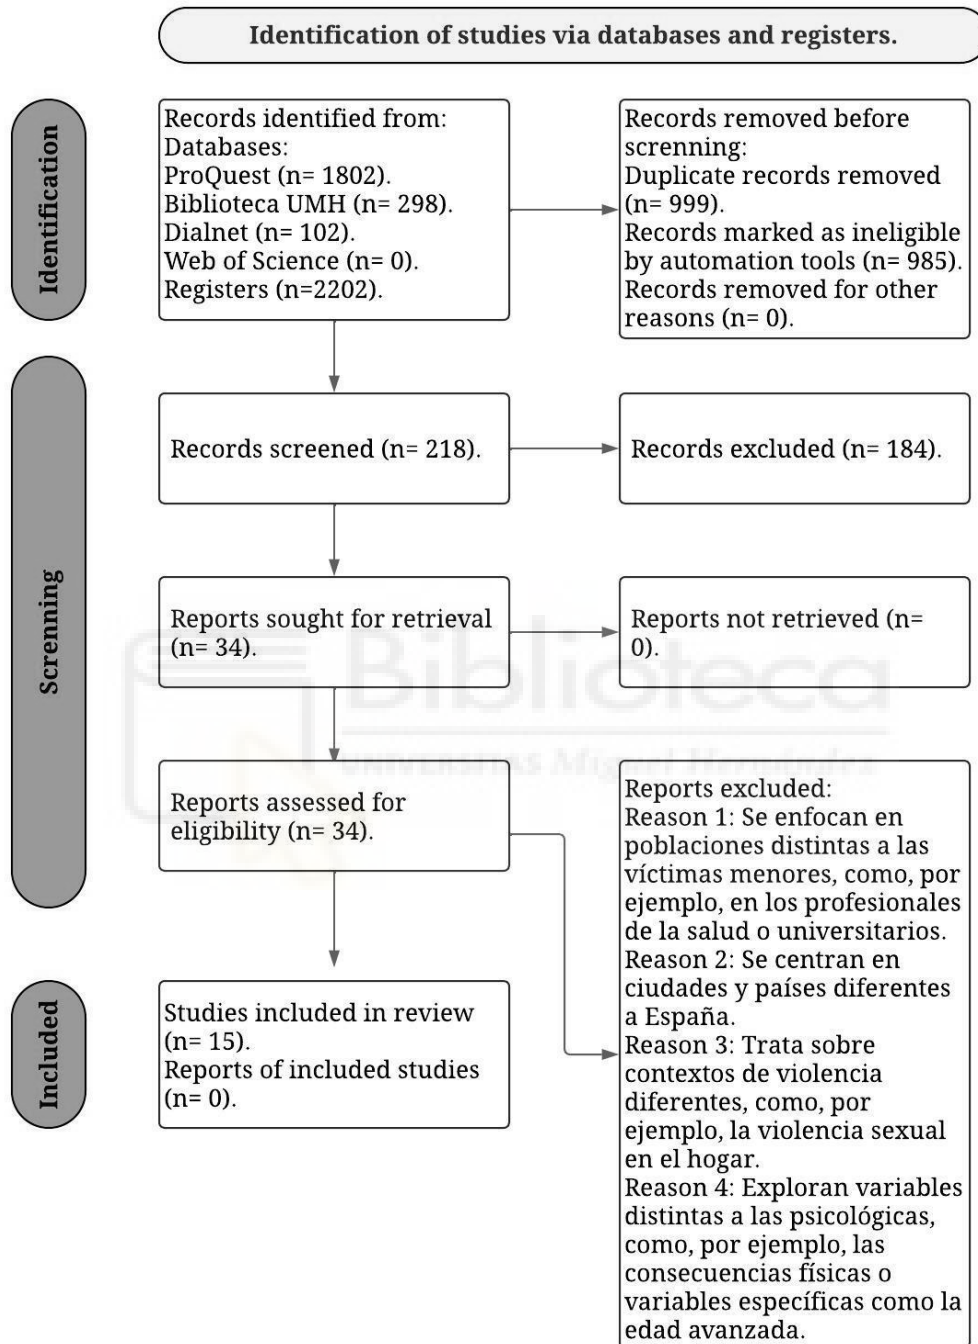 Identification of studies via databases and registers.
Identification
Records identified from:
Databases:
ProQuest (n= 1802).
Biblioteca UMH (n= 298).
Dialnet (n= 102).
Web of Science (n= 0).
Registers (n=2202).
Records removed before
screnning:
Duplicate records removed
(n= 999).
Records marked as ineligible
by automation tools (n= 985).
Records removed for other
reasons (n= 0).
Screnning
Records screened (n= 218).
Records excluded (n= 184).
Reports sought for retrieval
(n= 34).
Reports not retrieved (n=
0).
Biblioteca
UNIVERSITAS Miguel Hernández
Reports assessed for
eligibility (n= 34).
Reports excluded:
Reason 1: Se enfocan en
poblaciones distintas a las
víctimas menores, como, por
ejemplo, en los profesionales
de la salud o universitarios.
Reason 2: Se centran en
ciudades y países diferentes
a España.
Reason 3: Trata sobre
contextos de violencia
diferentes, como, por
ejemplo, la violencia sexual
en el hogar.
Reason 4: Exploran variables
distintas a las psicológicas,
como, por ejemplo, las
consecuencias físicas o
variables específicas como la
edad avanzada.
Included
Studies included in review
(n= 15).
Reports of included studies
(n= 0).